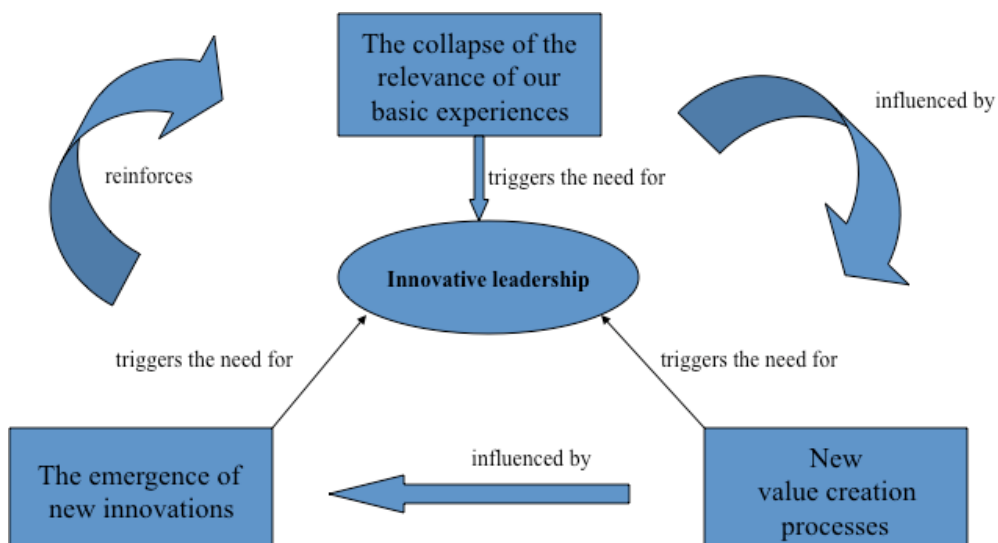 The collapse of the
relevance of our
basic experiences
influenced by
reinforces
triggers the need for
Innovative leadership
triggers the need for
triggers the need for
The emergence of
new innovations
influenced by
New
value creation
processes